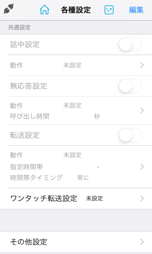 各種設定 編集
共通設定
話中設定
動作 未設定
無応答設定
動作 未設定
呼び出し時間 秒
転送設定
動作 未設定
指定時間帯 -
時間帯タイミング 常に
ワンタッチ転送設定 未設定
その他設定